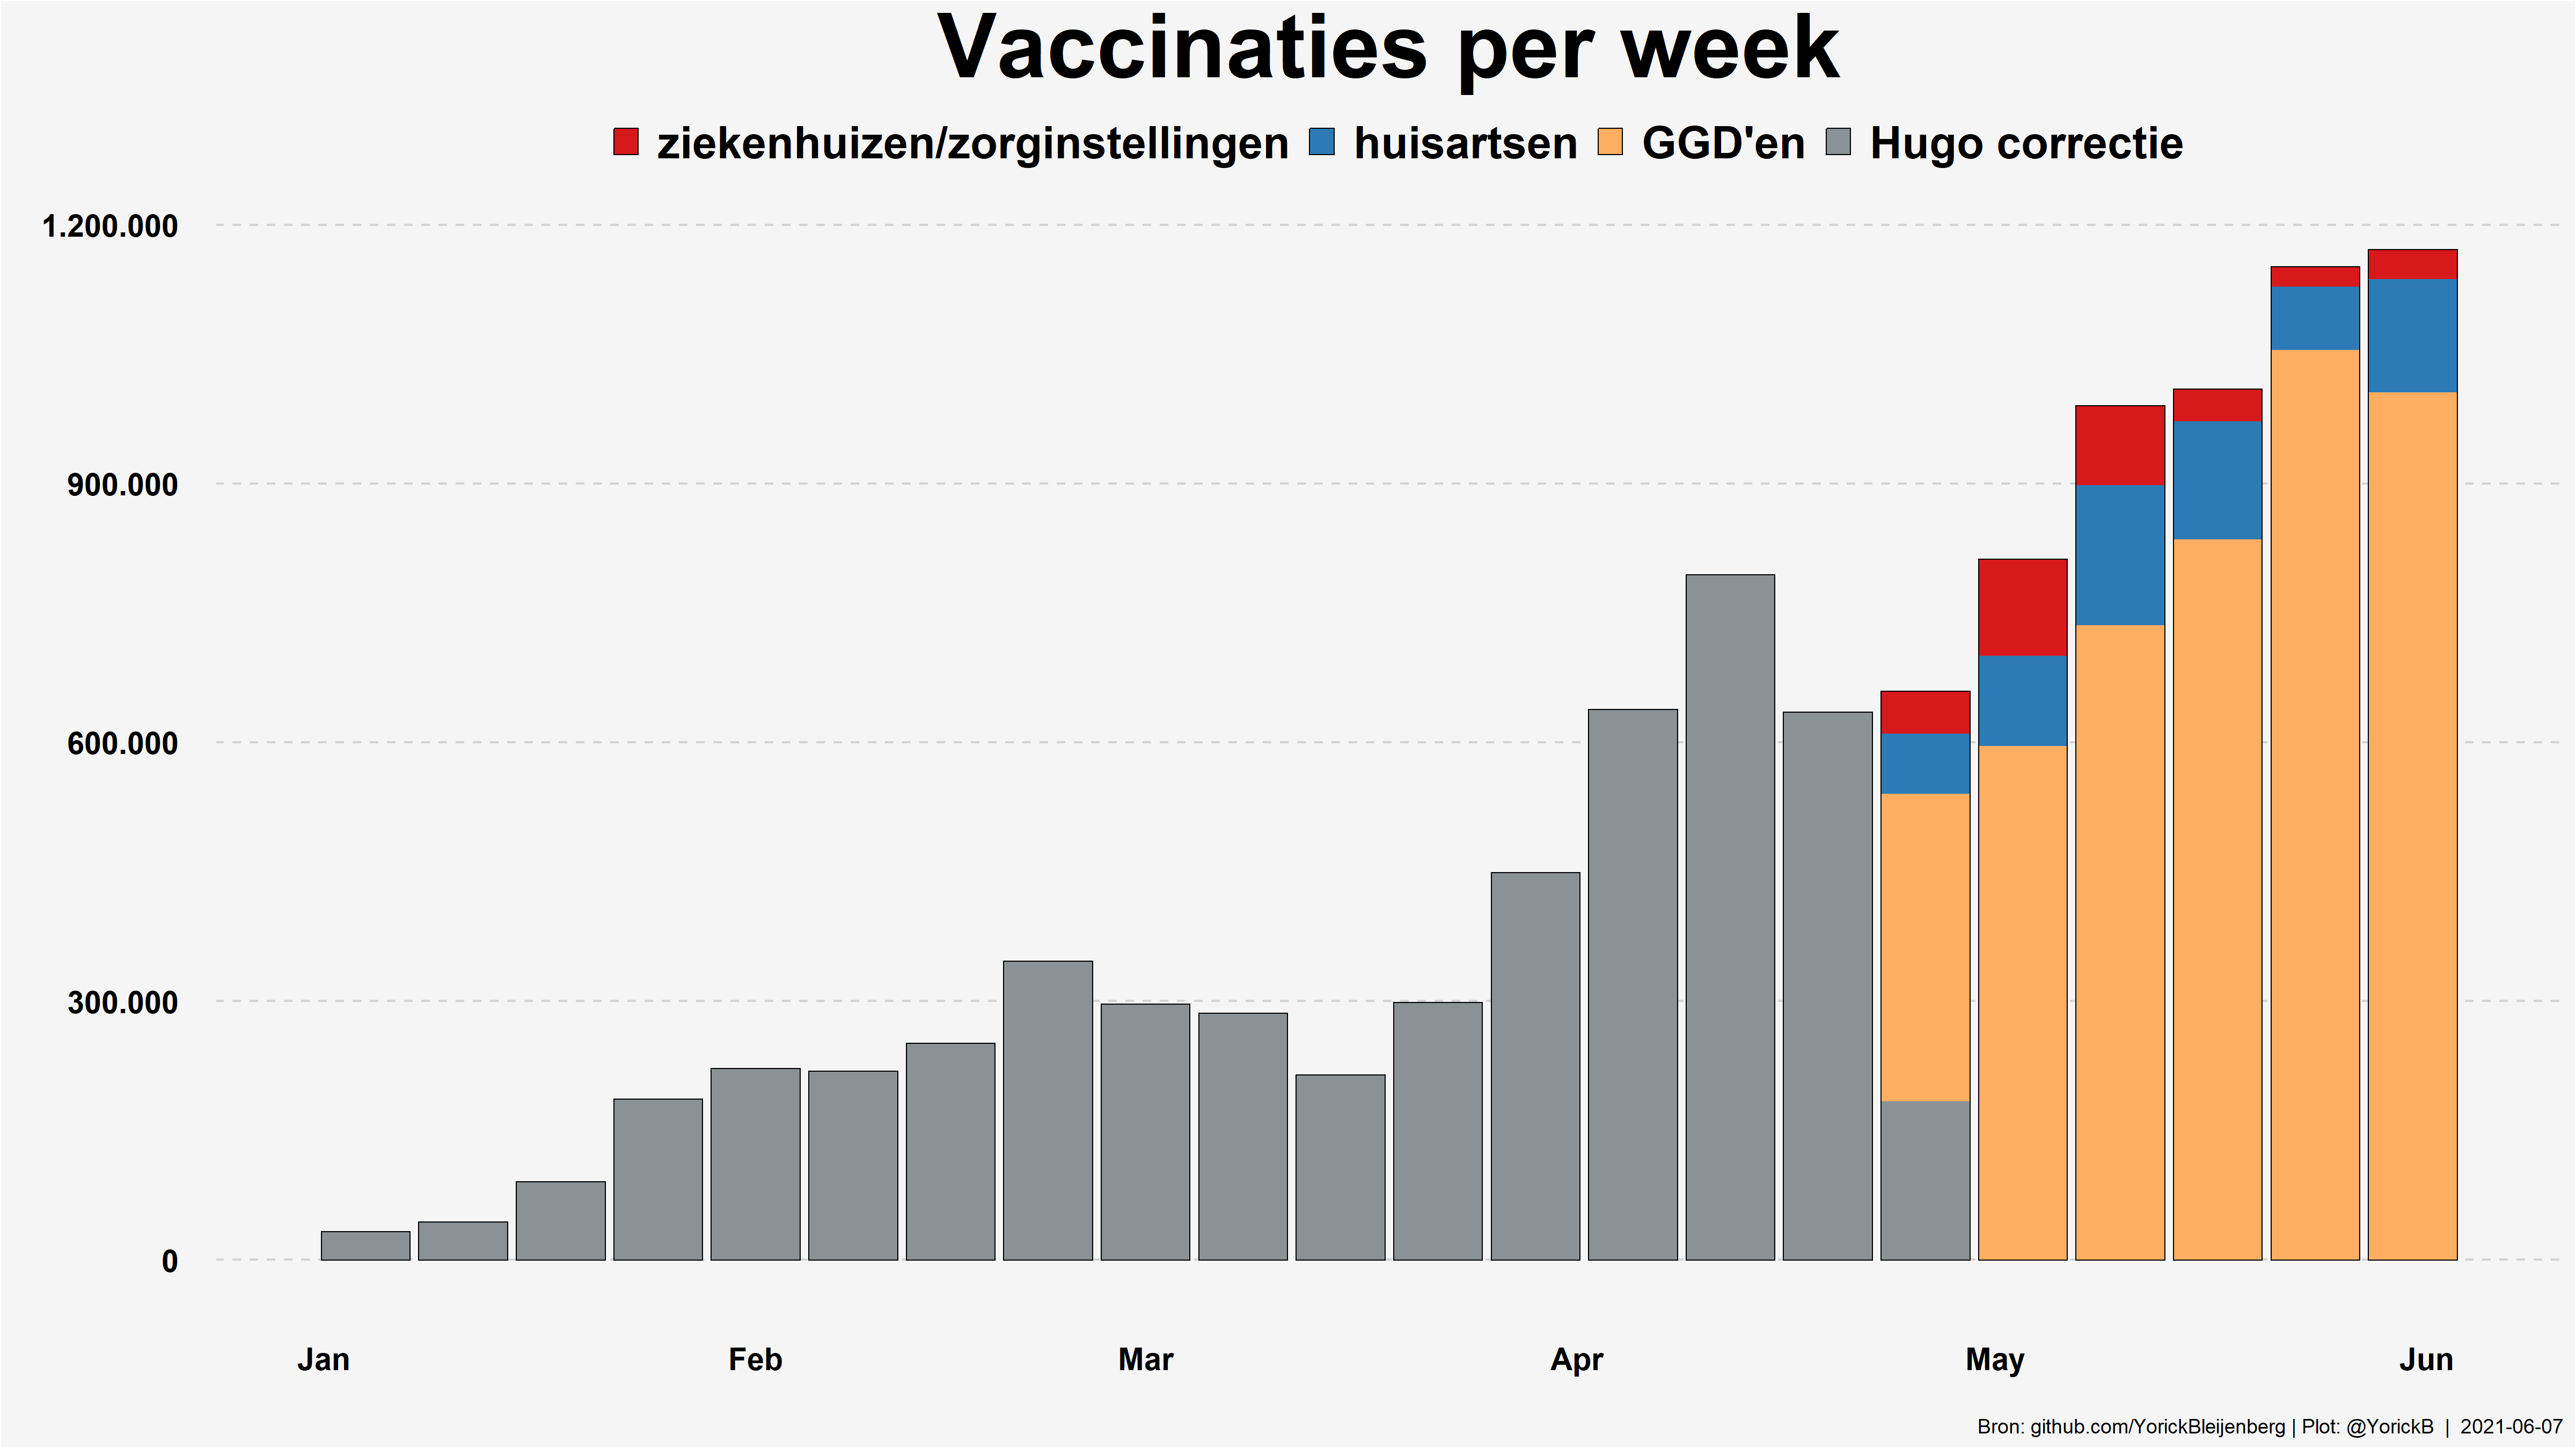 Vaccinaties per week
ziekenhuizen/zorginstellingen huisartsen GGD'en Hugo correctie
1.200.000
900.000
600.000
300.000
0
Jan Feb Mar Apr May Jun
Bron: github.com/YorickBleijenberg | Plot: @YorickB | 2021-06-07